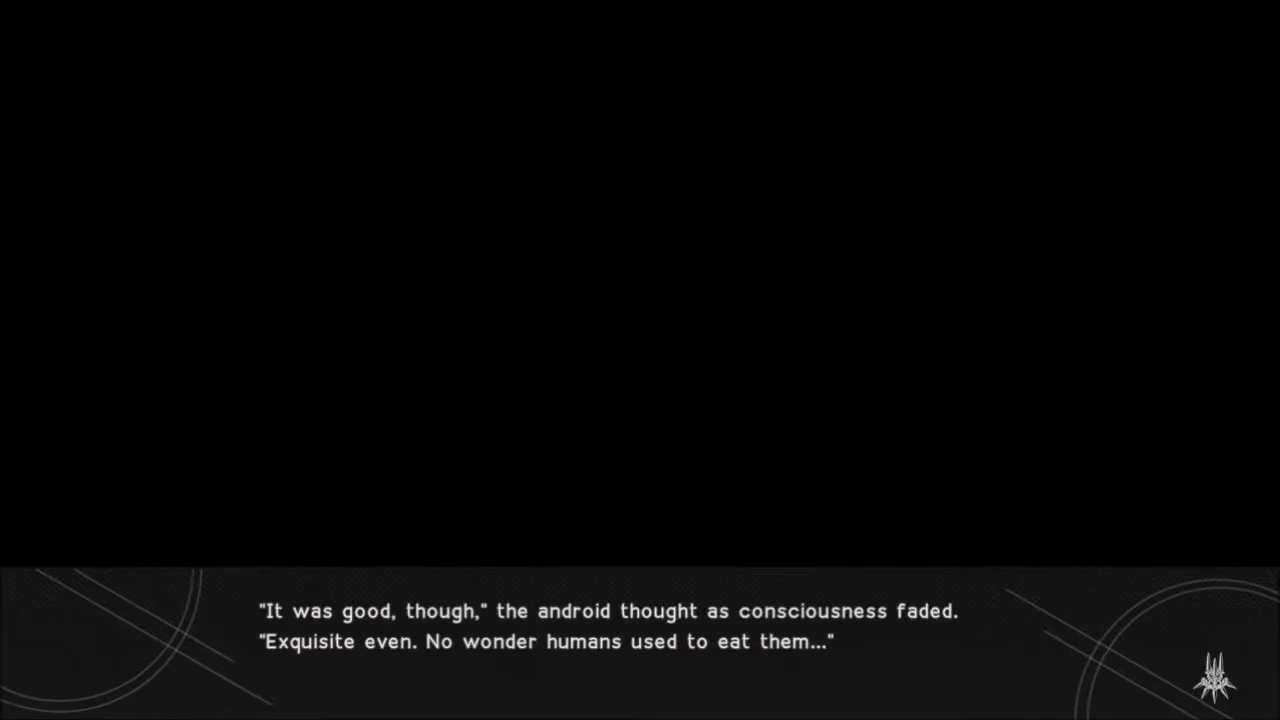 "It was good, though," the android thought as consciousness faded.
"Exquisite even. No wonder humans used to eat them..."